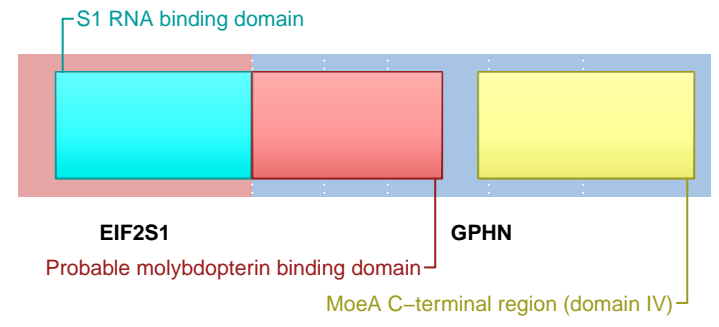 S1 RNA binding domain
EIF2S1
GPHN
Probable molybdopterin binding domain
MoeA C−terminal region (domain IV)